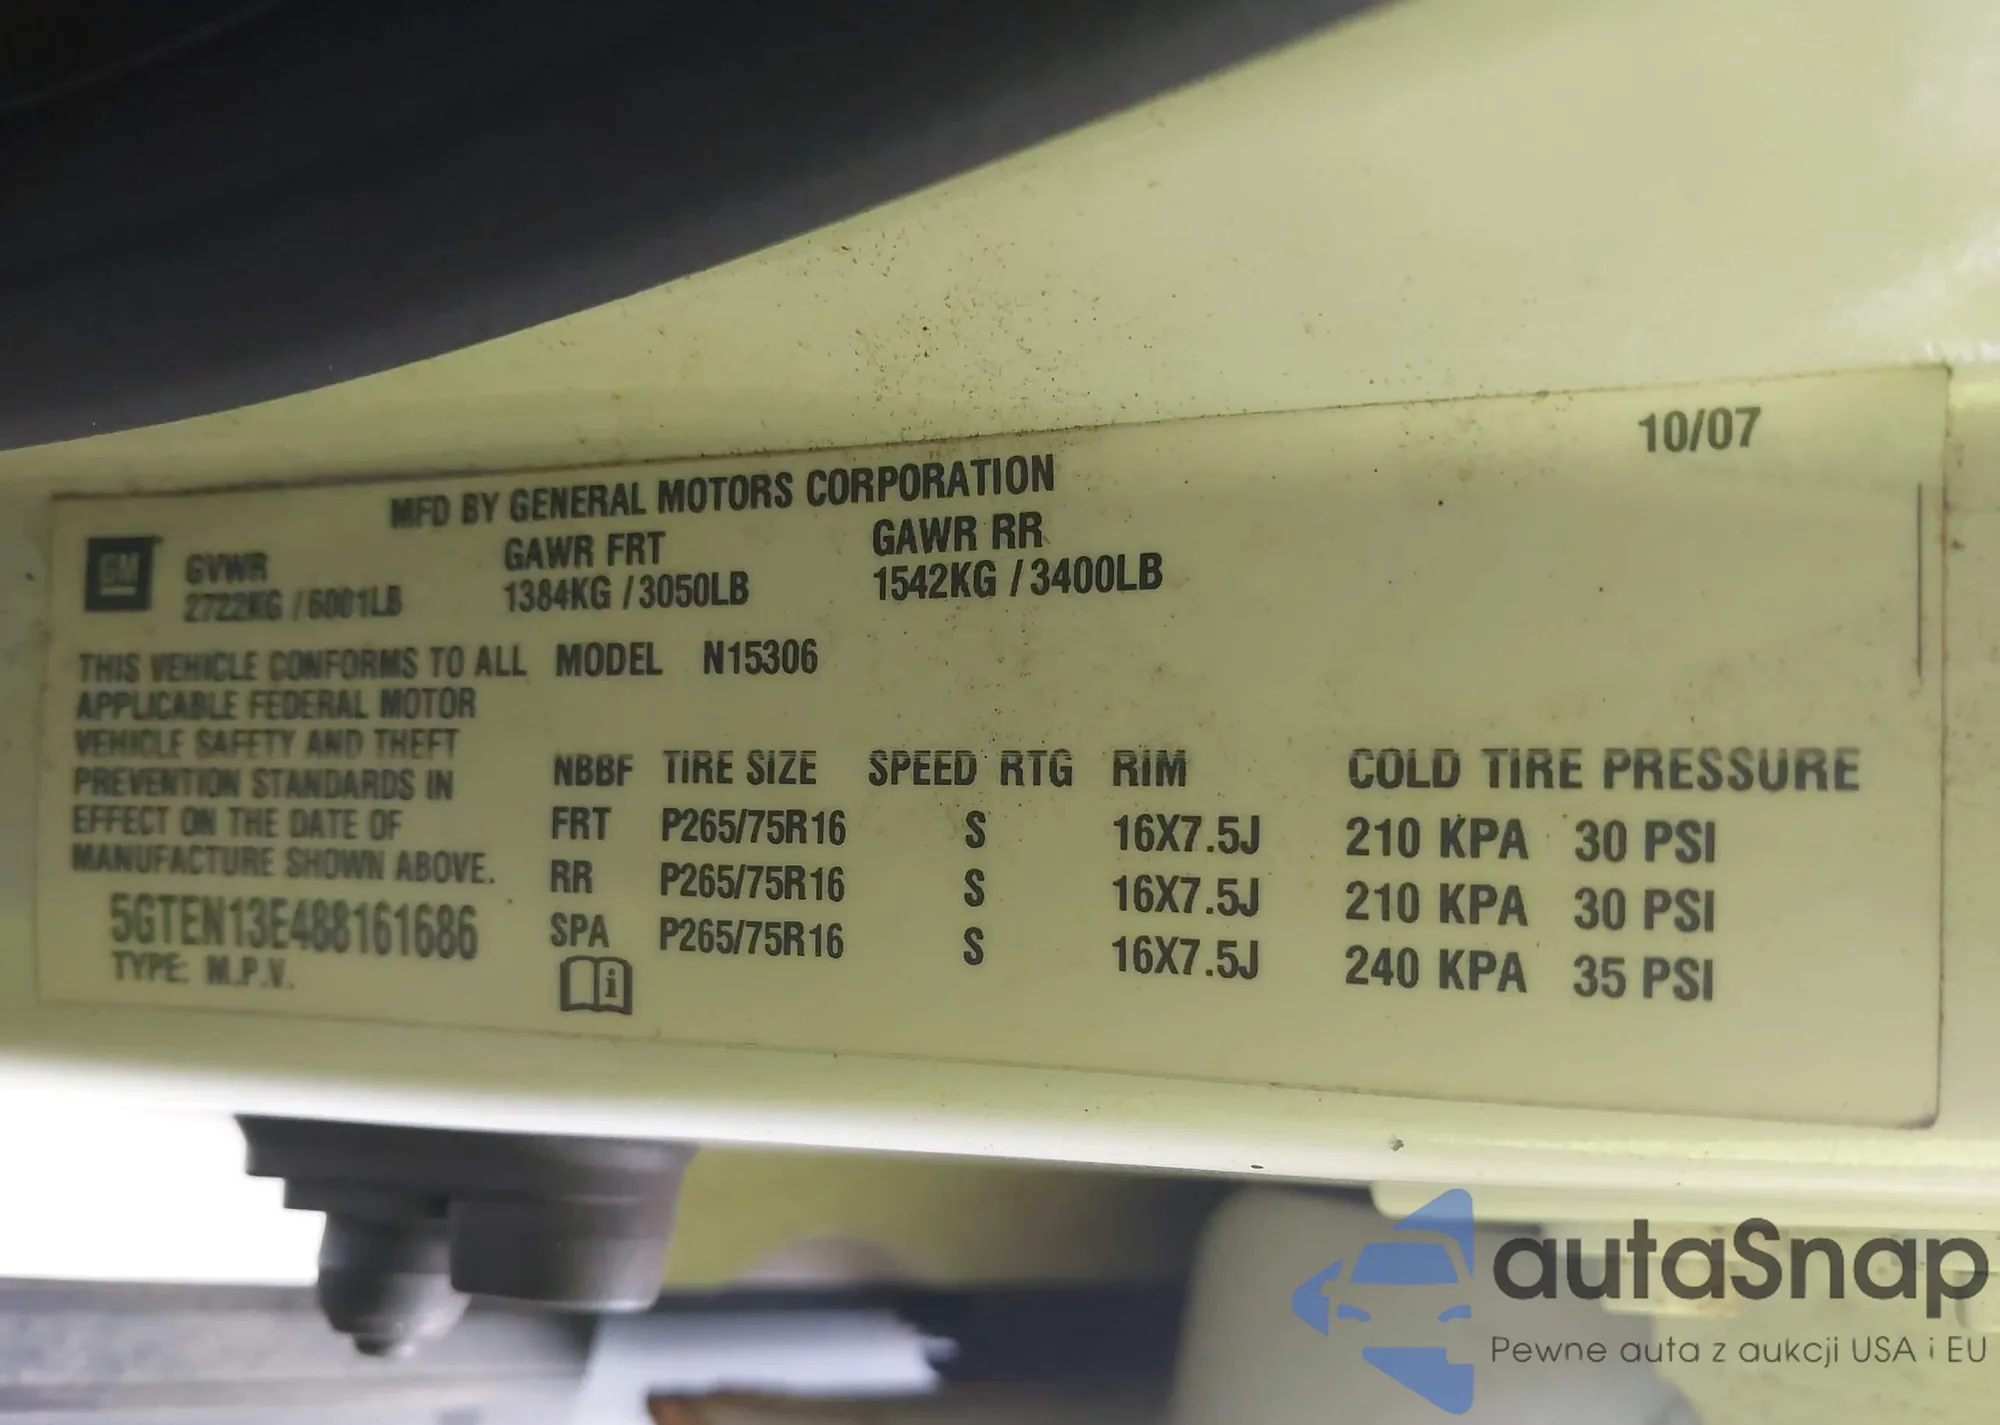 10/07
MFD BY GENERAL MOTORS CORPORATION
GM GVWR GAWR FRT GAWR RR
2722KG / 6001LB 1384KG / 3050LB 1542KG / 3400LB
THIS VEHICLE CONFORMS TO ALL MODEL N15306
APPLICABLE FEDERAL MOTOR
VEHICLE SAFETY AND THEFT
PREVENTION STANDARDS IN
EFFECT ON THE DATE OF
MANUFACTURE SHOWN ABOVE.
5GTEN13E488161686
TYPE: M.P.V.
NBBF TIRE SIZE SPEED RTG RIM COLD TIRE PRESSURE
FRT P265/75R16 S 16X7.5J 210 KPA 30 PSI
RR P265/75R16 S 16X7.5J 210 KPA 30 PSI
SPA P265/75R16 S 16X7.5J 240 KPA 35 PSI
i
autaSnap
Pewne auta z aukcji USA i EU